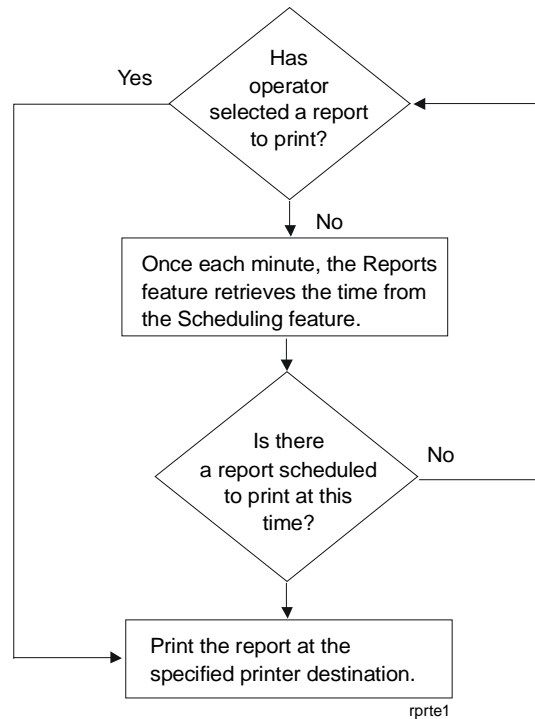 Has
operator
selected a report
to print?
Yes
No
Once each minute, the Reports
feature retrieves the time from
the Scheduling feature.
Is there
a report scheduled
to print at this
time?
No
Print the report at the
specified printer destination.
rprte1